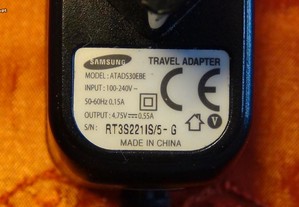 SAMSUNG TRAVEL ADAPTER
MODEL: ATADS30EBE
INPUT: 100-240V~
50-60Hz 0.15A
OUTPUT: 4.75V 0.55A
S/N: RT3S221IS/5-G
MADE IN CHINA
CE
V